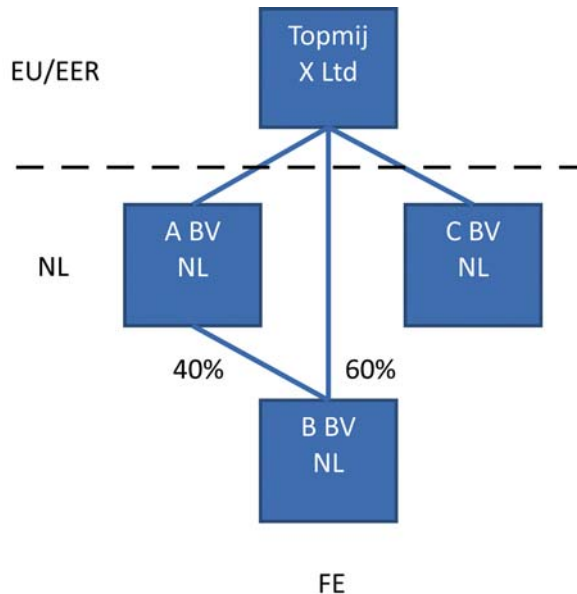 Topmij
X Ltd
EU/EER
A BV
NL
C BV
NL
NL
40%
60%
B BV
NL
FE